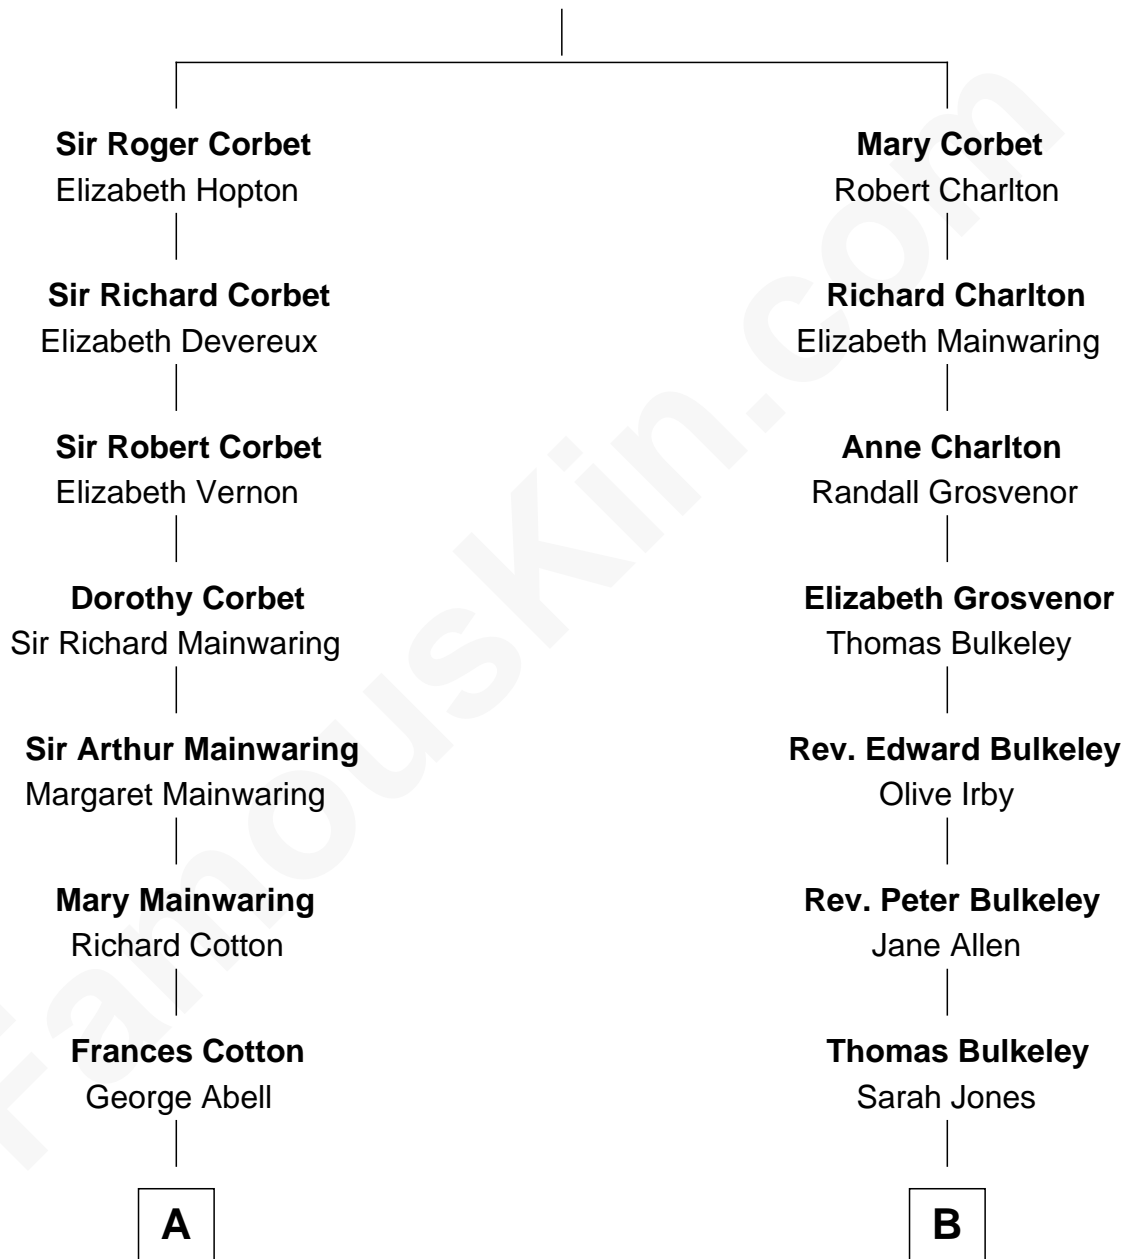 Sir Roger Corbet
Elizabeth Hopton
Sir Richard Corbet
Elizabeth Devereux
Sir Robert Corbet
Elizabeth Vernon
Dorothy Corbet
Sir Richard Mainwaring
Sir Arthur Mainwaring
Margaret Mainwaring
Mary Mainwaring
Richard Cotton
Frances Cotton
George Abell
A
Mary Corbet
Robert Charlton
Richard Charlton
Elizabeth Mainwaring
Anne Charlton
Randall Grosvenor
Elizabeth Grosvenor
Thomas Bulkeley
Rev. Edward Bulkeley
Olive Irby
Rev. Peter Bulkeley
Jane Allen
Thomas Bulkeley
Sarah Jones
B
FamousKin.com